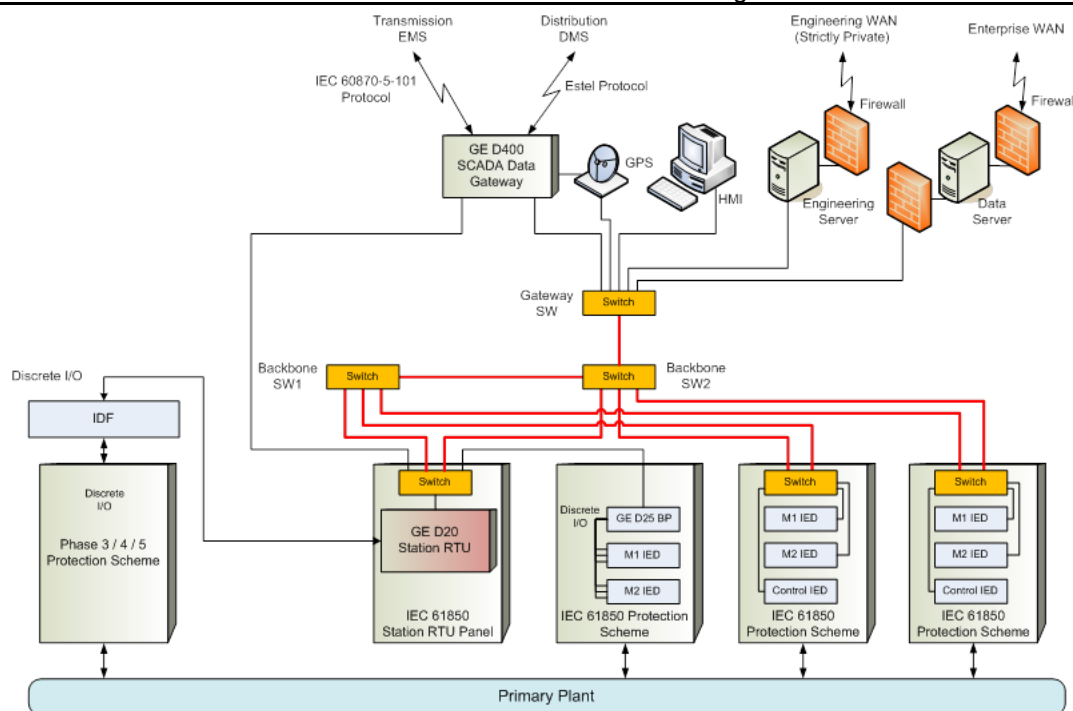 Transmission
EMS
Distribution
DMS
Engineering WAN
(Strictly Private)
Enterprise WAN
IEC 60870-5-101
Protocol
Estel Protocol
Firewall
Firewal
GE D400
SCADA Data
Gateway
GPS
HMI
Engineering
Server
Data
Server
Gateway
SW
Switch
Backbone
SW1
Switch
Switch
Backbone
SW2
Discrete I/O
IDF
Discrete
I/O
Phase 3 / 4 / 5
Protection Scheme
Switch
GE D20
Station RTU
IEC 61850
Station RTU Panel
Discrete
I/O
GE D25 BP
M1 IED
M2 IED
IEC 61850 Protection
Scheme
Switch
M1 IED
M2 IED
Control IED
IEC 61850
Protection Scheme
Switch
M1 IED
M2 IED
Control IED
IEC 61850
Protection Scheme
Primary Plant